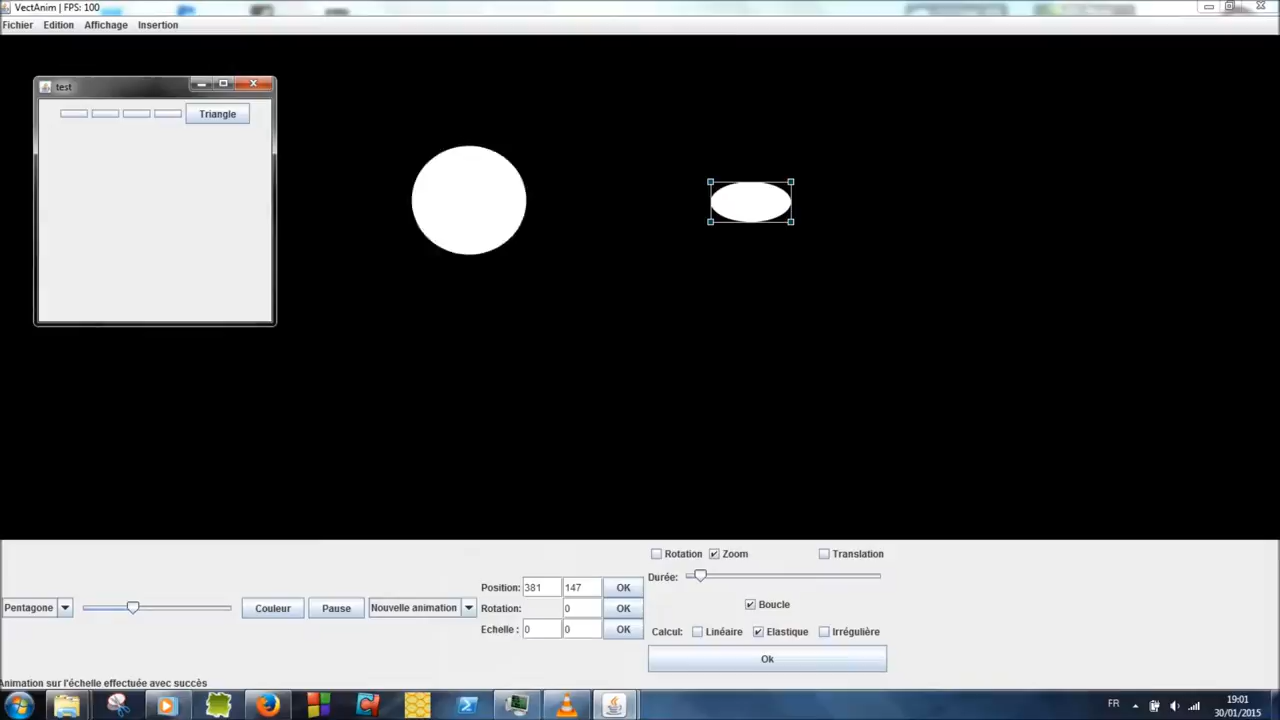 VectAnim | FPS: 100
Fichier Edition Affichage Insertion
test
Triangle
Rotation Zoom Translation
Durée:
Pentagone Couleur Pause Nouvelle animation
Position: 381 147 OK
Rotation: 0 OK
Echelle : 0 0 OK
Boucle
Calcul: Linéaire Elastique Irrégulière
Ok
Animation sur l'échelle effectuée avec succès
FR 19:01
30/01/2015